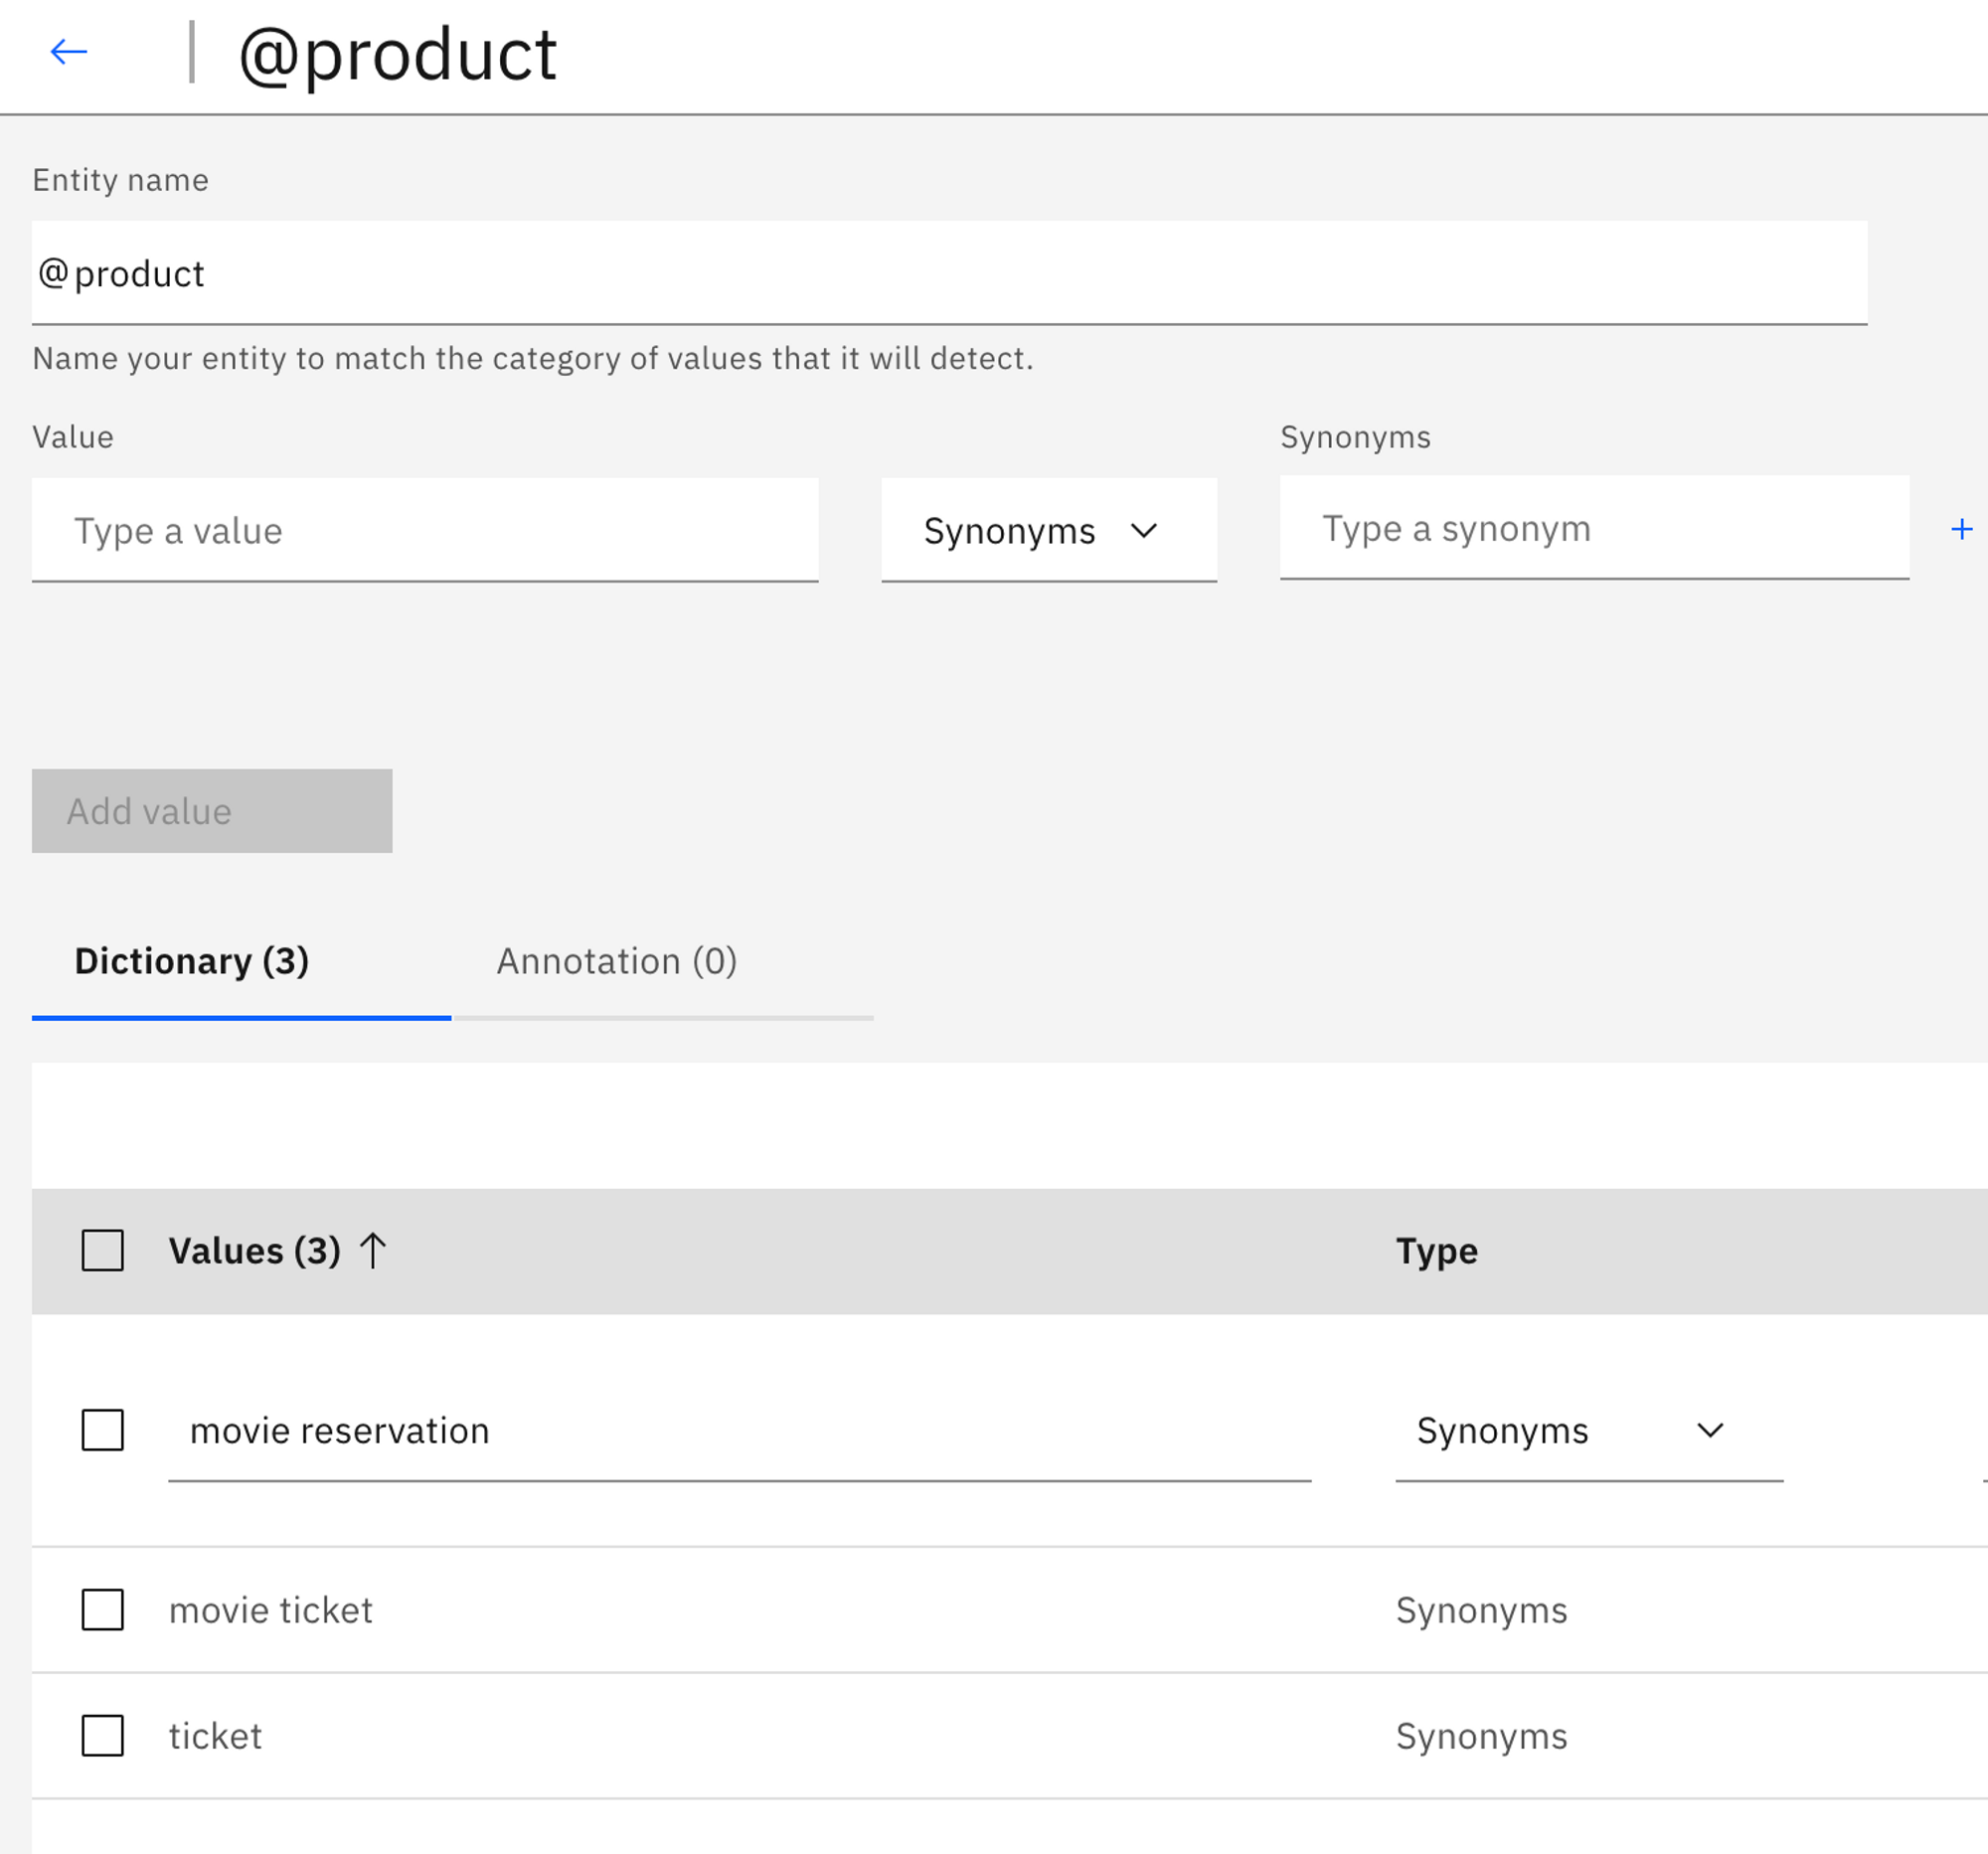 @product
Entity name
@product
Name your entity to match the category of values that it will detect.
Value
Synonyms
Type a value
Synonyms
Type a synonym
Add value
Dictionary (3)
Annotation (0)
Values (3)
Type
movie reservation
Synonyms
movie ticket
Synonyms
ticket
Synonyms